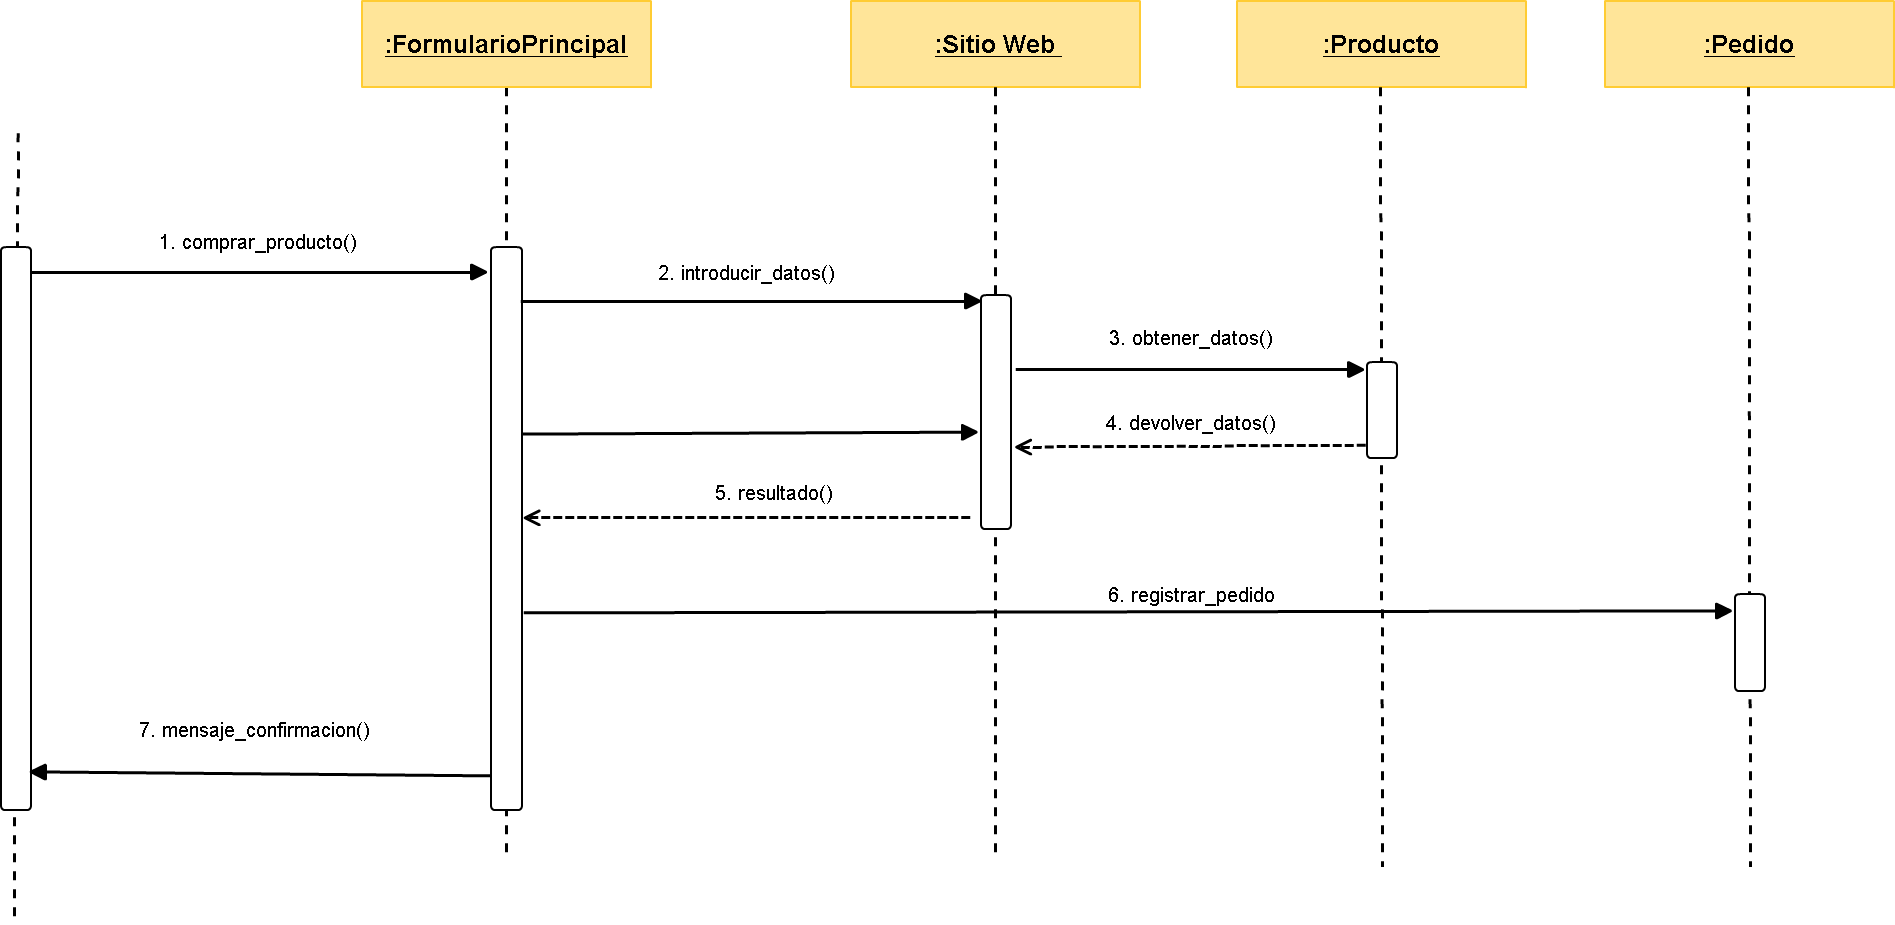 :FormularioPrincipal
:Sitio Web
:Producto
:Pedido
1. comprar_producto()
2. introducir_datos()
3. obtener_datos()
4. devolver_datos()
5. resultado()
6. registrar_pedido
7. mensaje_confirmacion()